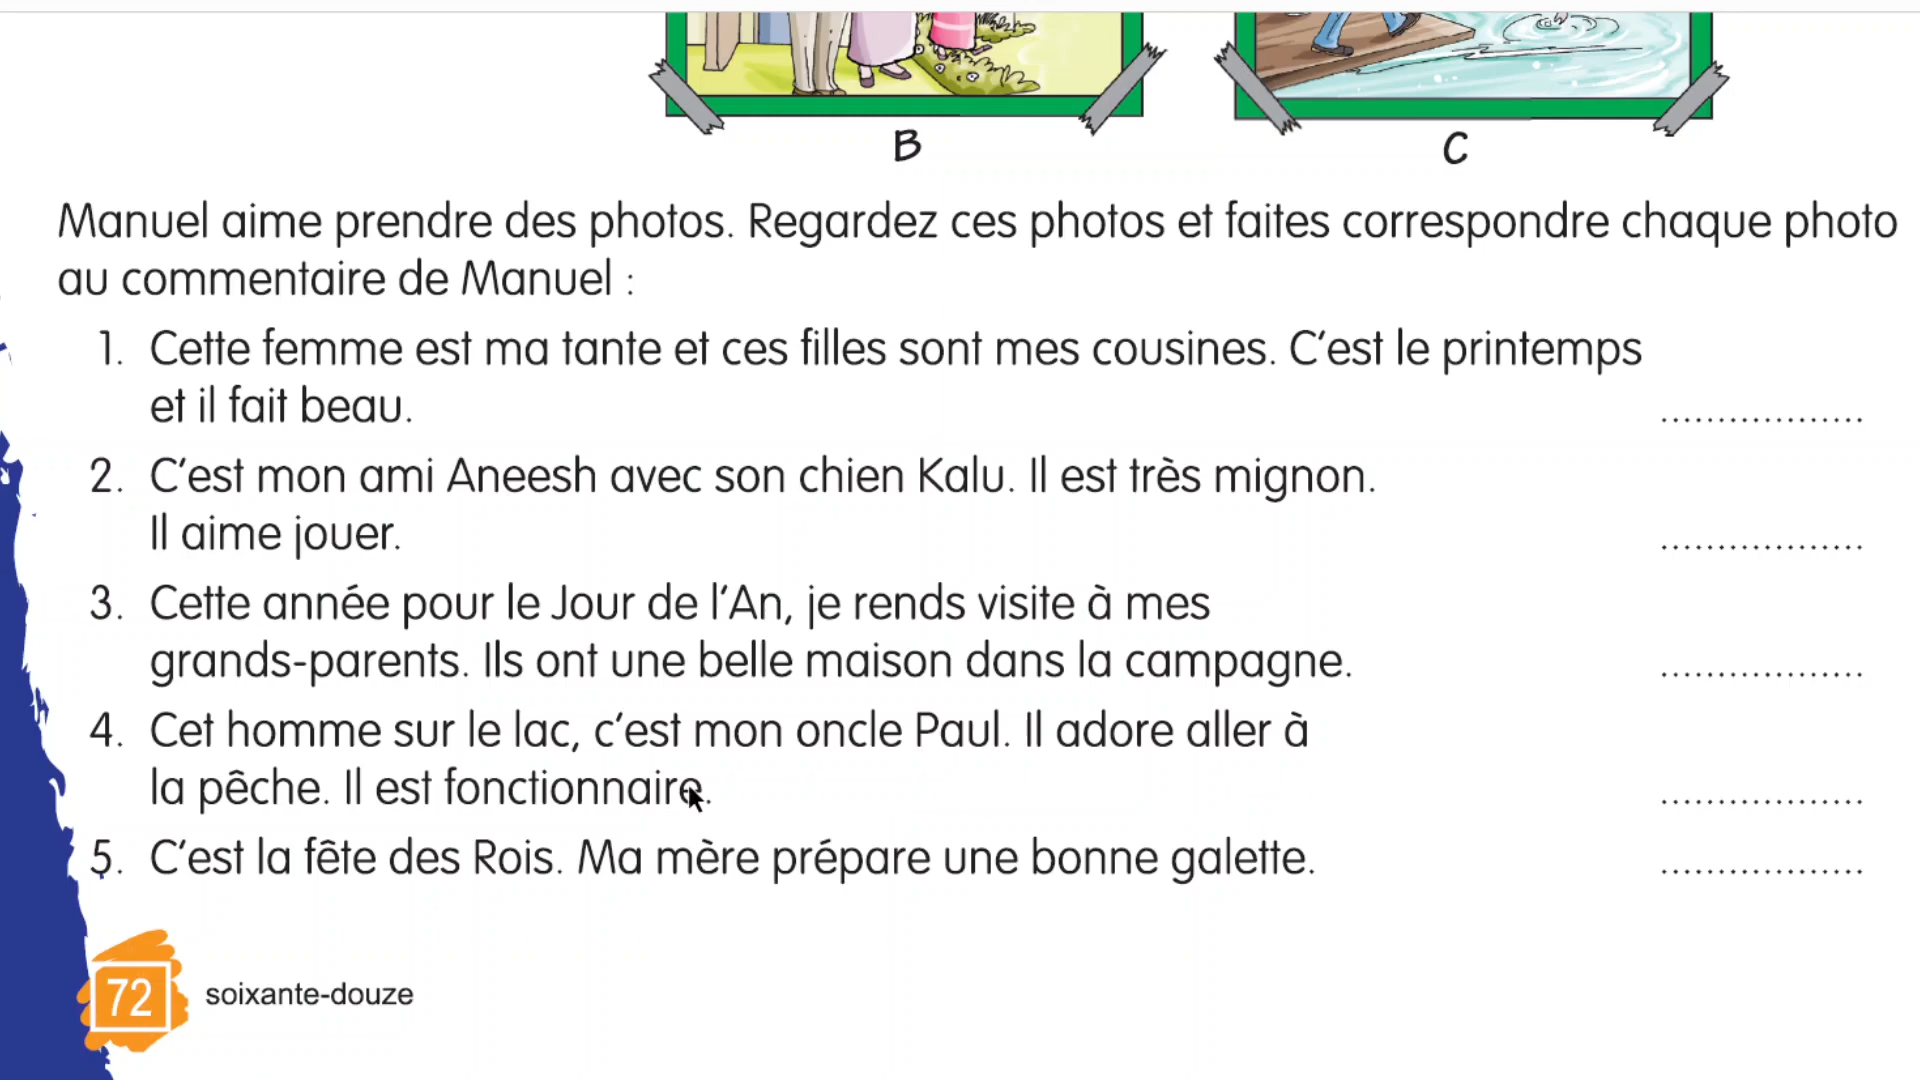 B
C
Manuel aime prendre des photos. Regardez ces photos et faites correspondre chaque photo
au commentaire de Manuel :
1. Cette femme est ma tante et ces filles sont mes cousines. C'est le printemps
et il fait beau. ..................
2. C'est mon ami Aneesh avec son chien Kalu. Il est très mignon.
Il aime jouer. ..................
3. Cette année pour le Jour de l'An, je rends visite à mes
grands-parents. Ils ont une belle maison dans la campagne. ..................
4. Cet homme sur le lac, c'est mon oncle Paul. Il adore aller à
la pêche. Il est fonctionnaire. ..................
5. C'est la fête des Rois. Ma mère prépare une bonne galette. ..................
72 soixante-douze